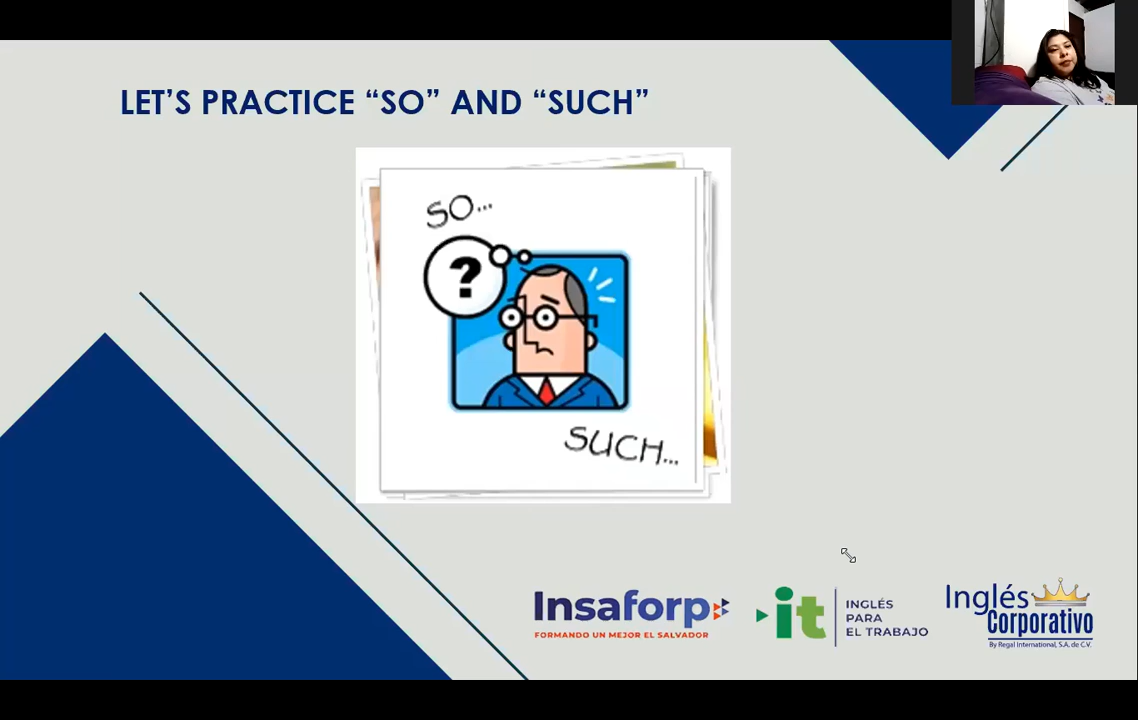 LET’S PRACTICE “SO” AND “SUCH”
SO...
?
SUCH...
Insaforp
FORMANDO UN MEJOR EL SALVADOR
it
INGLÉS
PARA
EL TRABAJO
Inglés
Corporativo
By Regal International, S.A. de C.V.